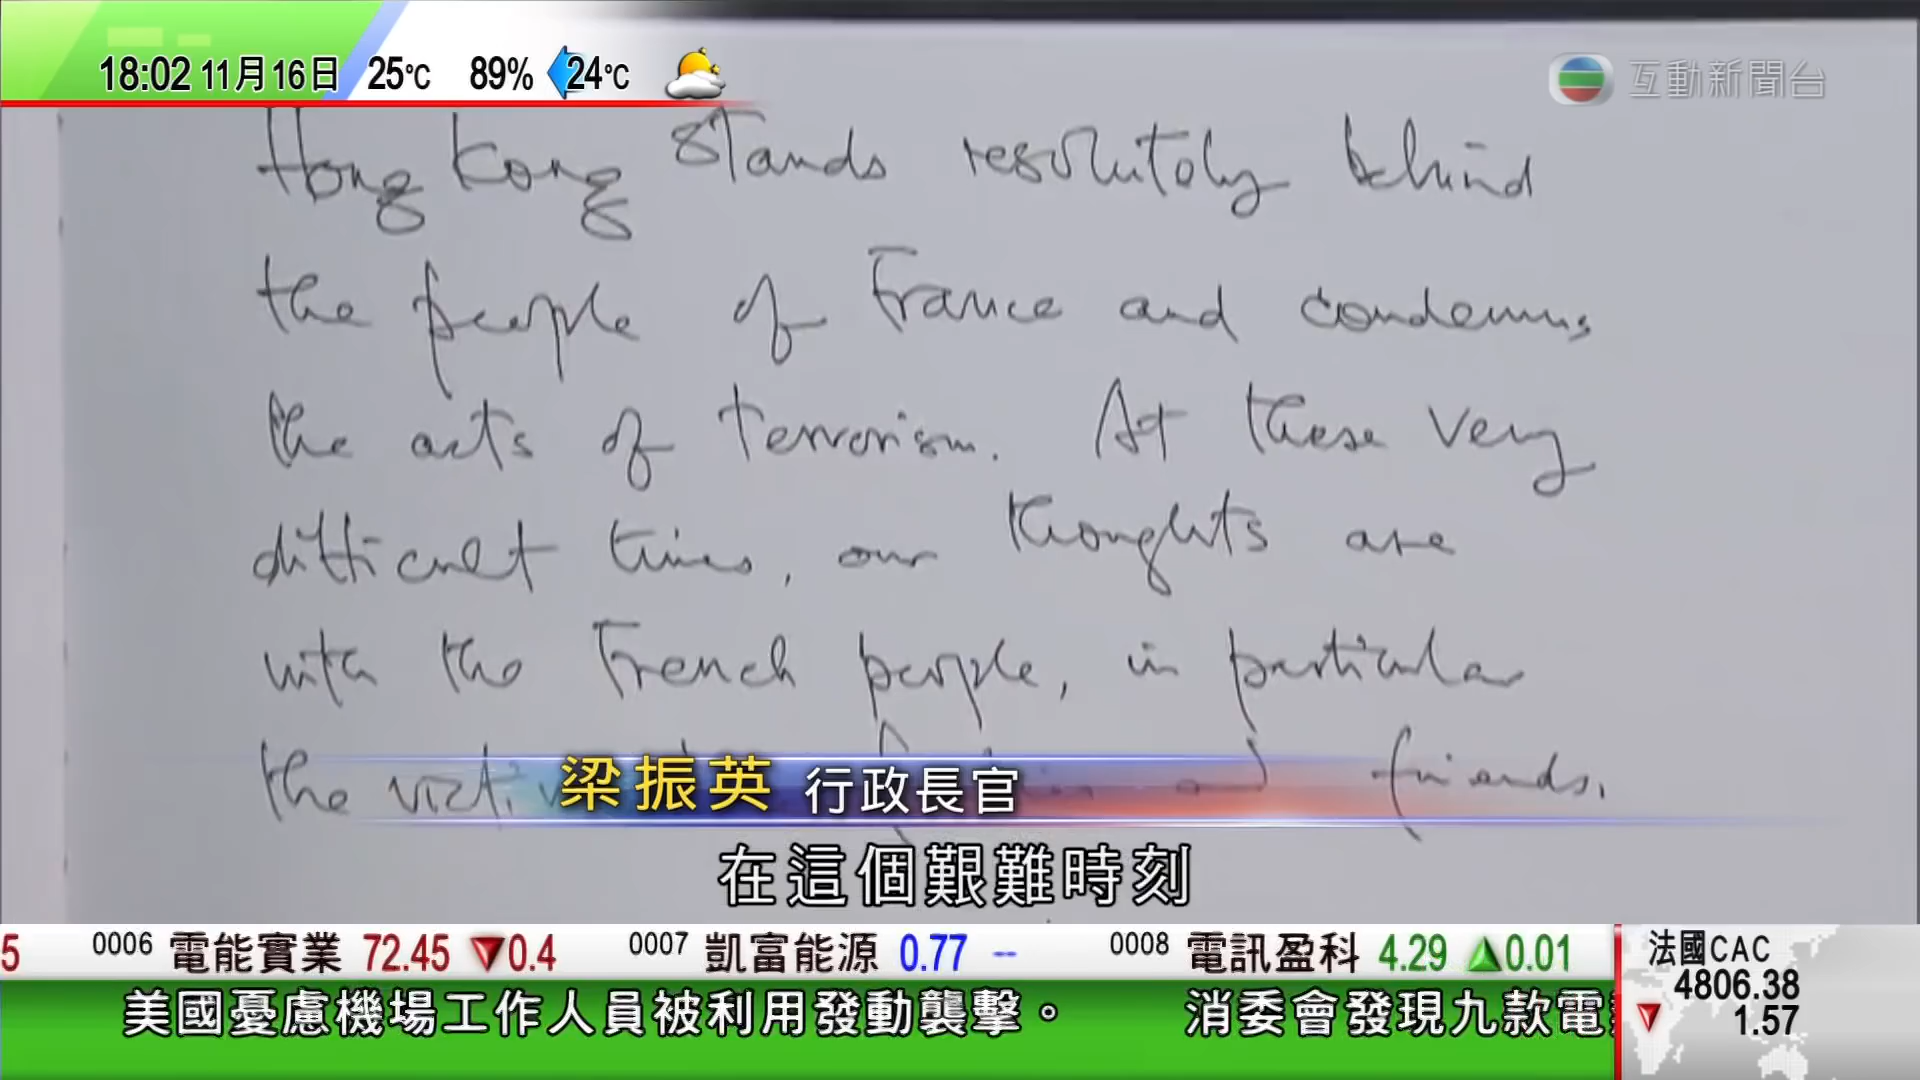 18:02 11月16日 25°C 89% 24°C
互動新聞台
Hong Kong stands resolutely behind
the people of France and condemns
the acts of terrorism. At these very
difficult times, our thoughts are
with the French people, in particular
the and friends.
梁振英 行政長官
在這個艱難時刻
5 0006 電能實業 72.45 ▼0.4 0007 凱富能源 0.77 -- 0008 電訊盈科 4.29 ▲0.01
法國CAC
4806.38
▼ 1.57
美國憂慮機場工作人員被利用發動襲擊。 消委會發現九款電